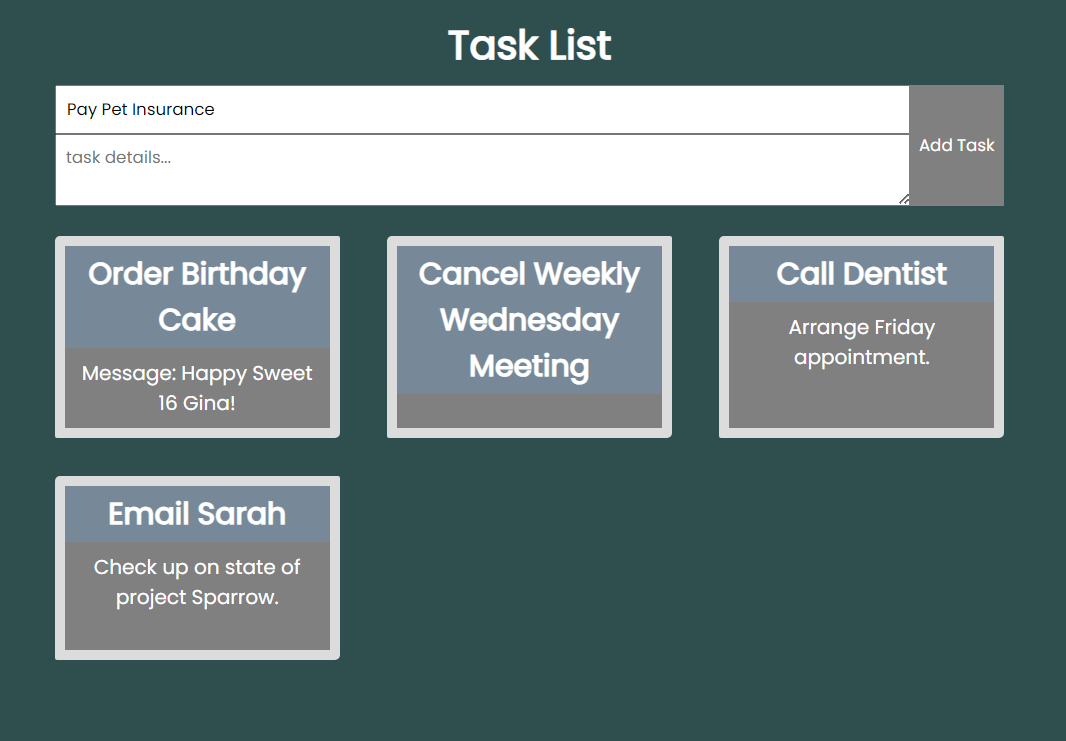 Task List
Pay Pet Insurance
task details...
Add Task
Order Birthday
Cake
Message: Happy Sweet
16 Gina!
Cancel Weekly
Wednesday
Meeting
Call Dentist
Arrange Friday
appointment.
Email Sarah
Check up on state of
project Sparrow.